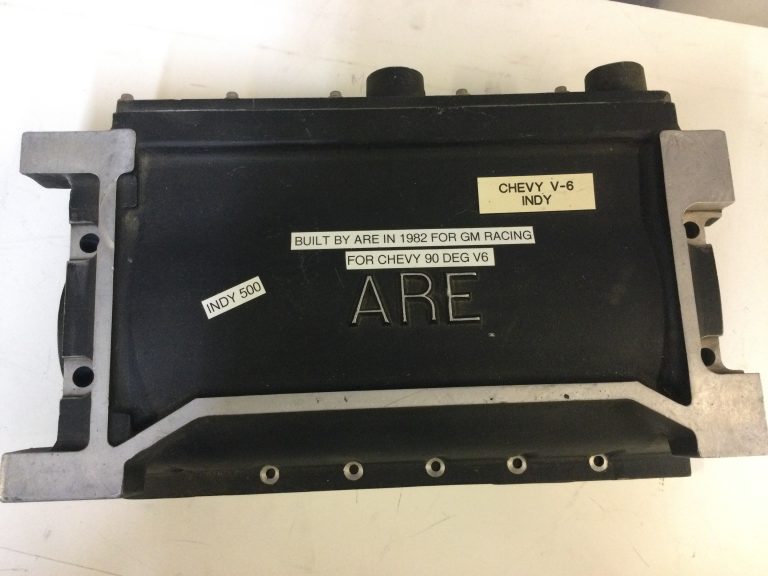 CHEVY V-6
INDY
BUILT BY ARE IN 1982 FOR GM RACING
FOR CHEVY 90 DEG V6
INDY 500
ARE